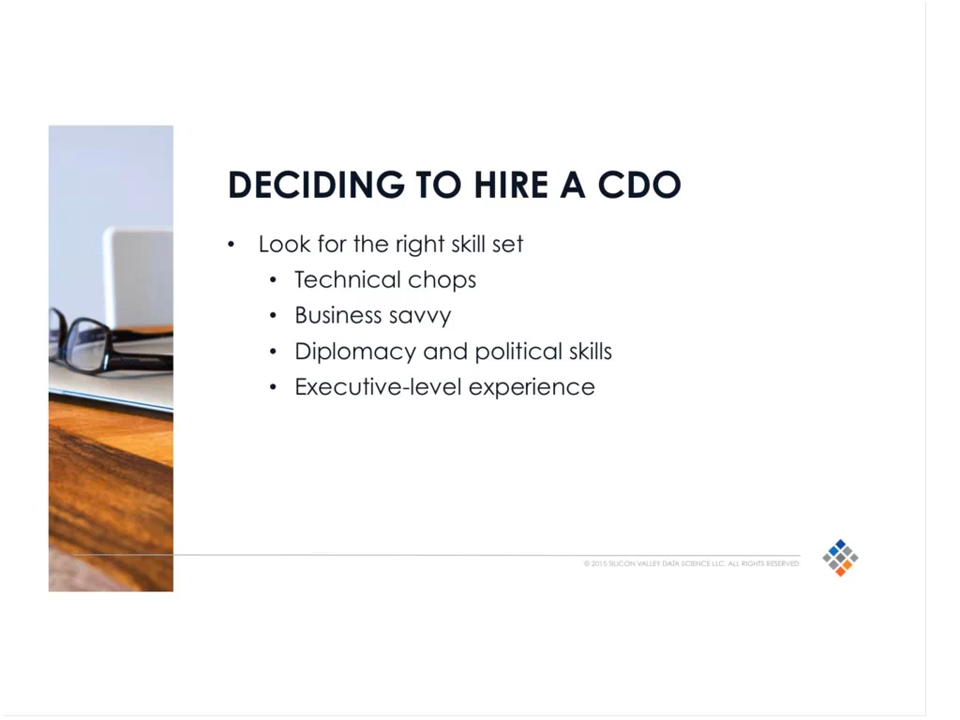 DECIDING TO HIRE A CDO
• Look for the right skill set
• Technical chops
• Business savvy
• Diplomacy and political skills
• Executive-level experience
© 2015 SILICON VALLEY DATA SCIENCE LLC. ALL RIGHTS RESERVED.